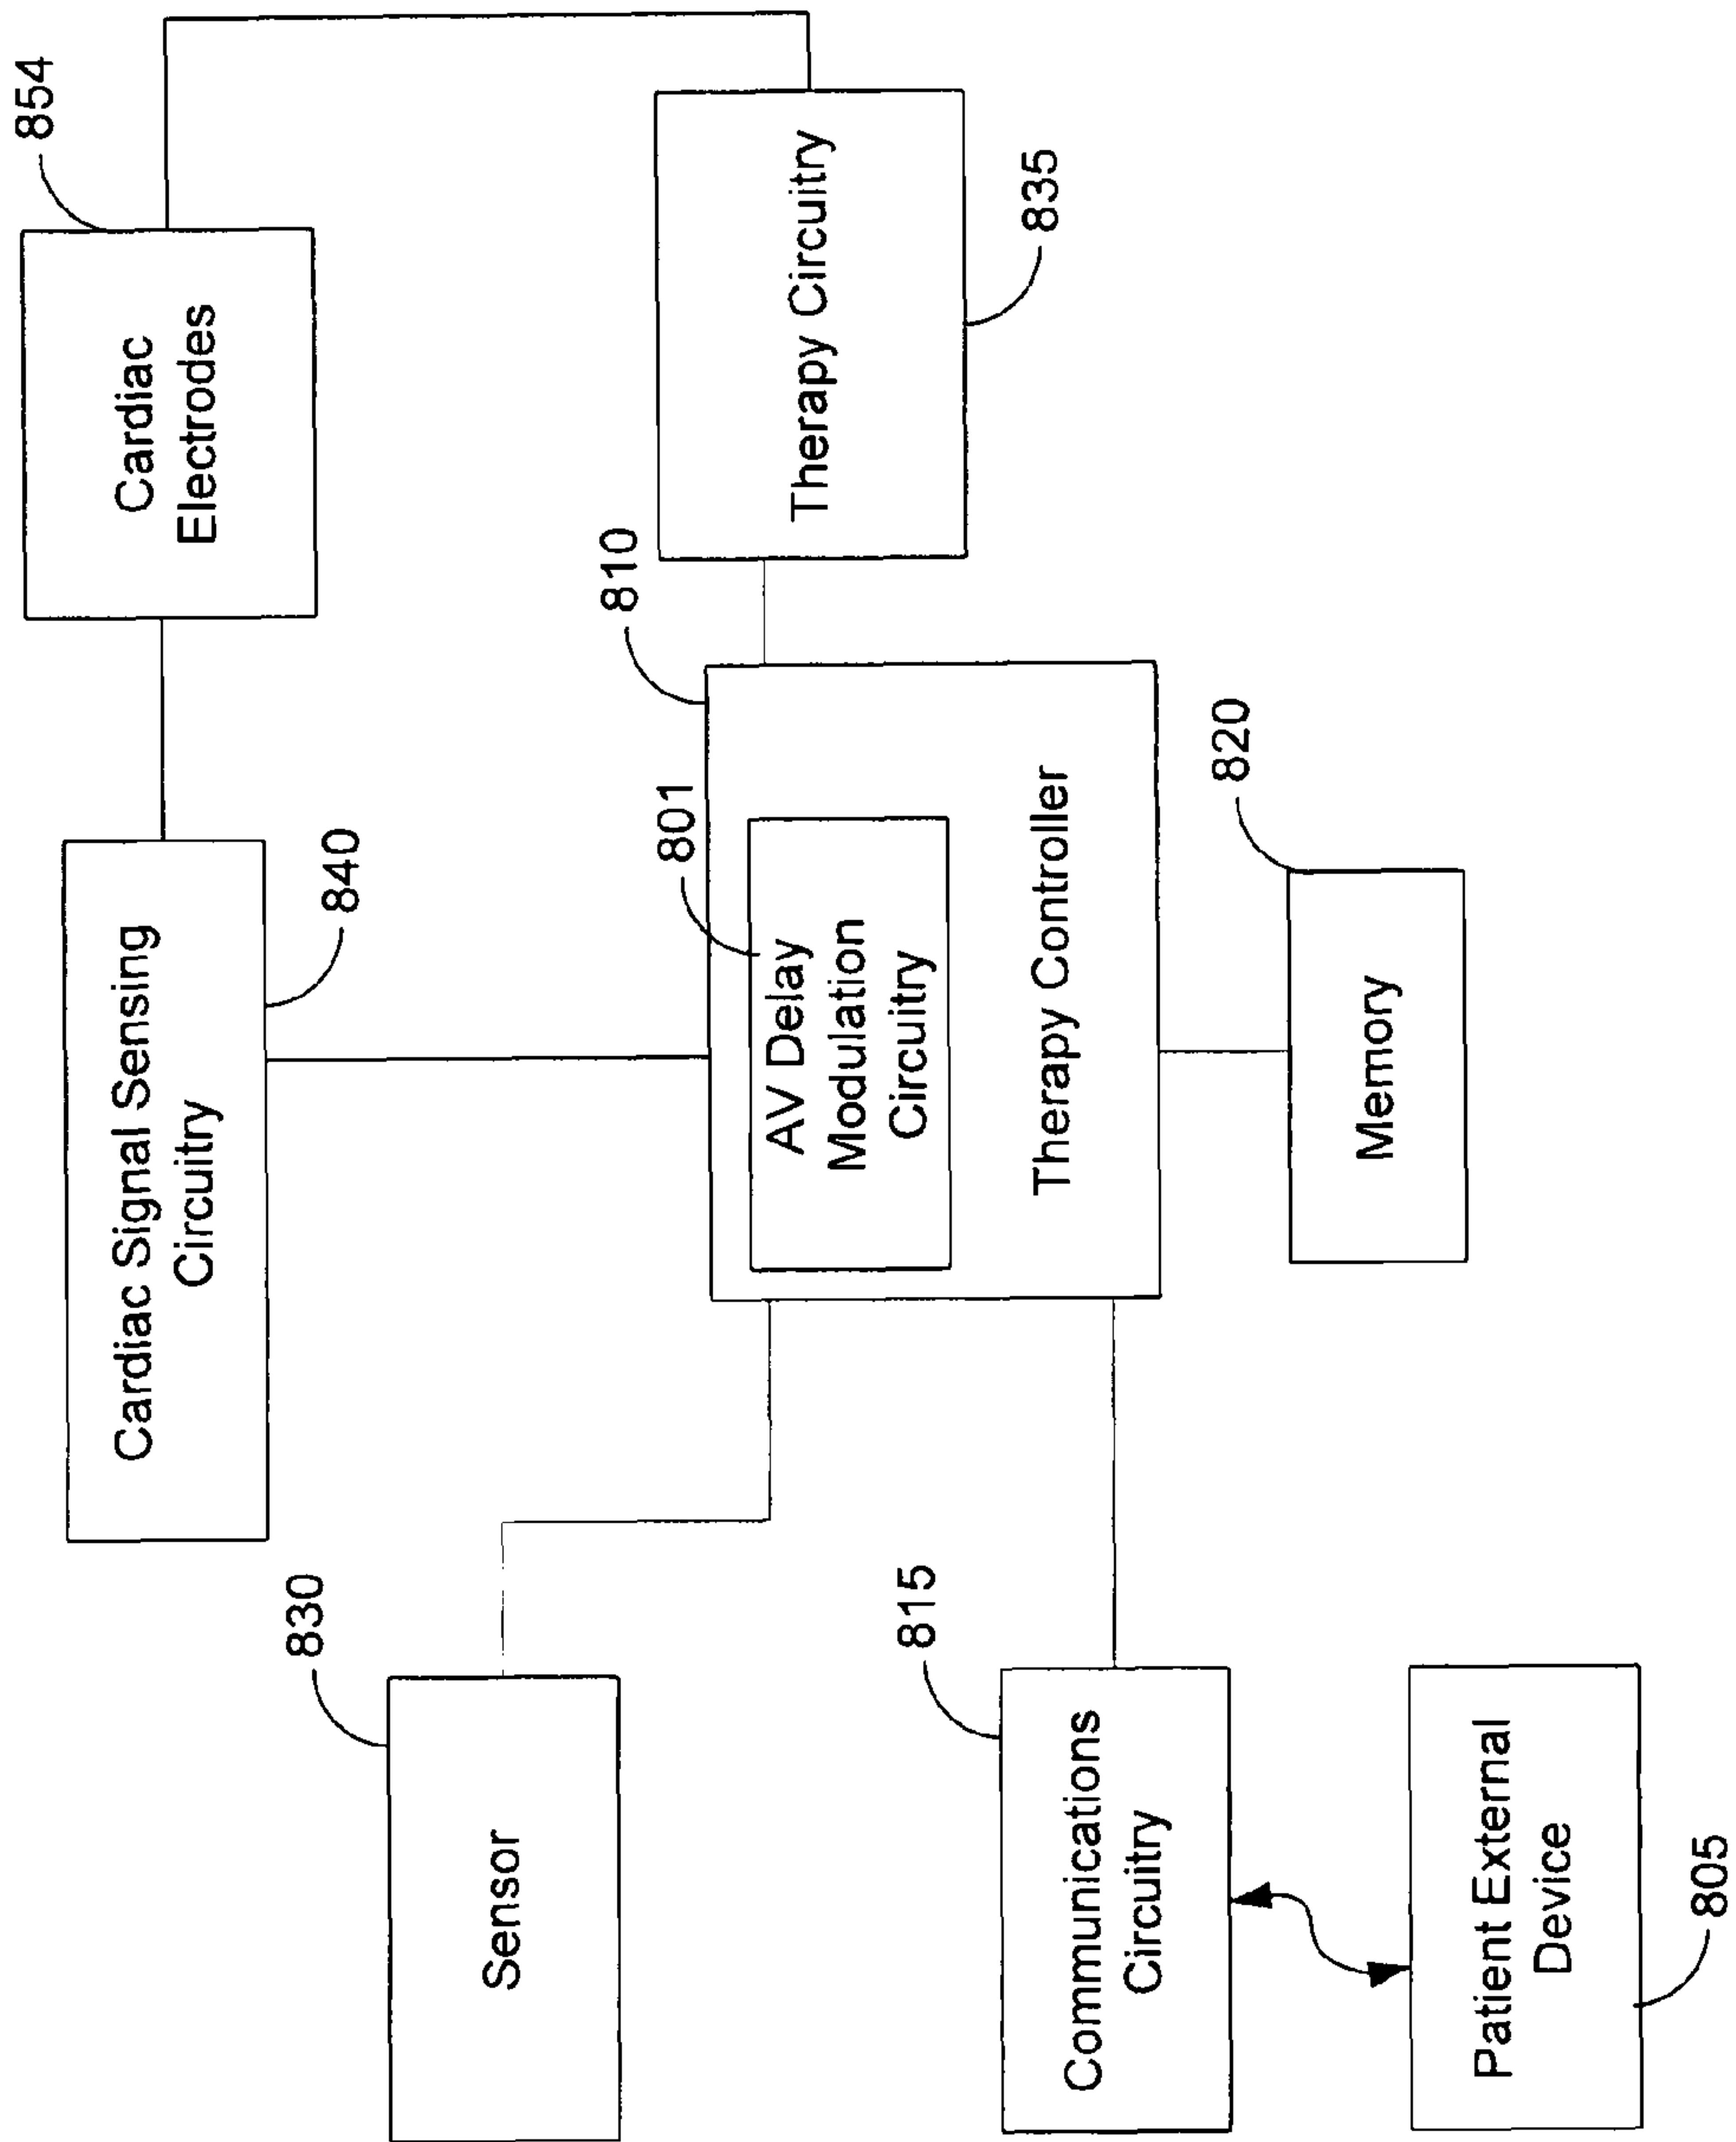 854
Cardiac
Electrodes
Cardiac Signal Sensing
Circuitry
840
Therapy Circuitry
835
810
801
AV Delay
Modulation
Circuitry
Therapy Controller
820
Memory
830
Sensor
815
Communications
Circuitry
Patient External
Device
805